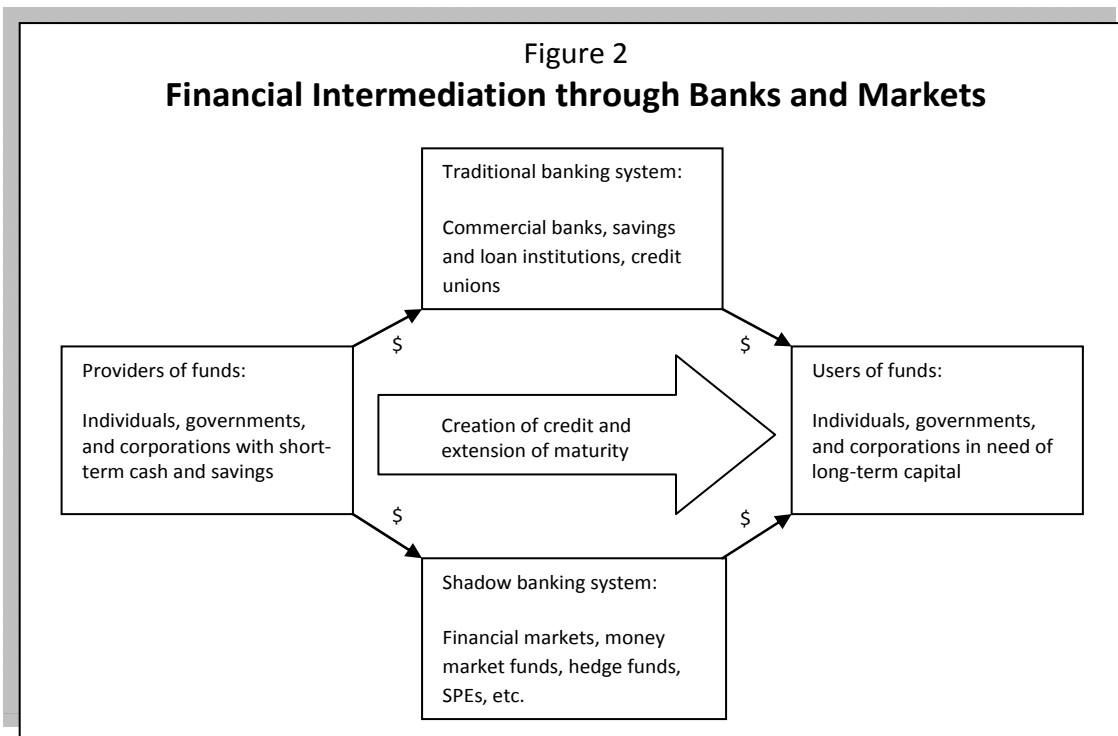 Figure 2
Financial Intermediation through Banks and Markets
Traditional banking system:
Commercial banks, savings
and loan institutions, credit
unions
$
$
Providers of funds:
Individuals, governments,
and corporations with short-
term cash and savings
Creation of credit and
extension of maturity
Users of funds:
Individuals, governments,
and corporations in need of
long-term capital
$
$
Shadow banking system:
Financial markets, money
market funds, hedge funds,
SPEs, etc.